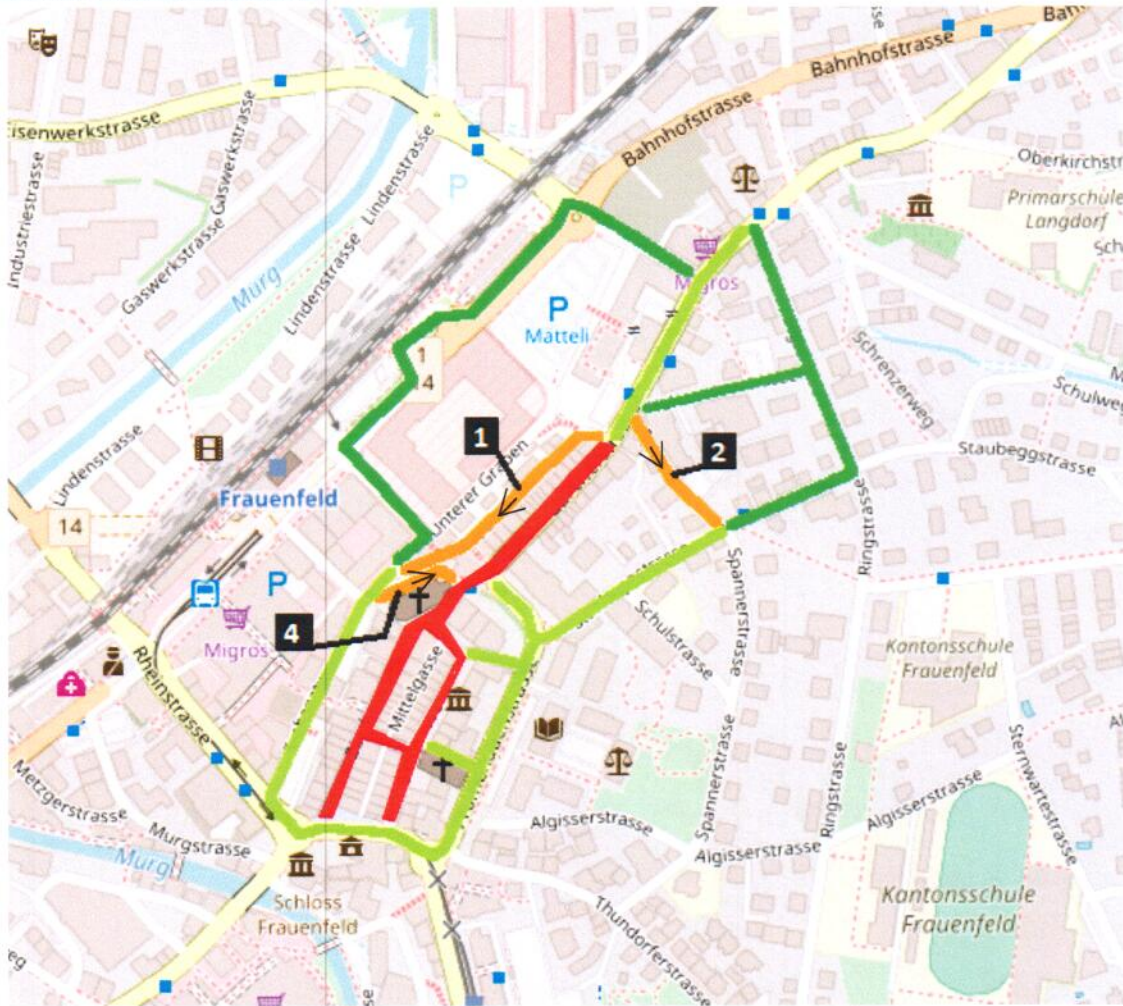 Bahnhofstrasse
Bahnhofstrasse
Eisenwerkstrasse
Gaswerkstrasse
Lindenstrasse
Industriestrasse
P
Bahnhofstrasse
Oberkirchstr
Primarschule
Langdorf
Gaswerkstrasse
Murg
Lindenstrasse
Migros
P
Matteli
1
14
Schrenzerweg
Schulweg
1
2
Staubeggstrasse
Lindenstrasse
Unterer Graben
Frauenfeld
14
P
Ringstrasse
Spannerstrasse
Schulstrasse
4
Migros
Rheinstrasse
Mittelgasse
Kantonsschule
Frauenfeld
Sternwartestrasse
Metzgerstrasse
Murgstrasse
Murg
Algisserstrasse
Spannerstrasse
Ringstrasse
Algisserstrasse
Algisserstrasse
Schloss
Frauenfeld
Thundorferstrasse
Kantonsschule
Frauenfeld